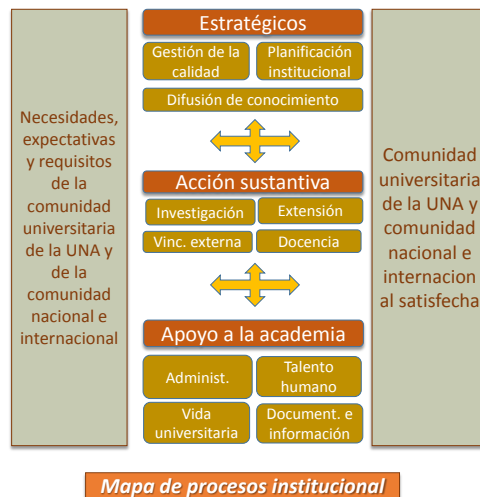 Necesidades,
expectativas
y requisitos
de la
comunidad
universitaria
de la UNA y
de la
comunidad
nacional e
internacional
Estratégicos
Gestión de la
calidad
Planificación
institucional
Difusión de conocimiento
Acción sustantiva
Investigación
Extensión
Vinc. externa
Docencia
Apoyo a la academia
Administ.
Talento
humano
Vida
universitaria
Document. e
información
Comunidad
universitaria
de la UNA y
comunidad
nacional e
internacion
al satisfecha
Mapa de procesos institucional